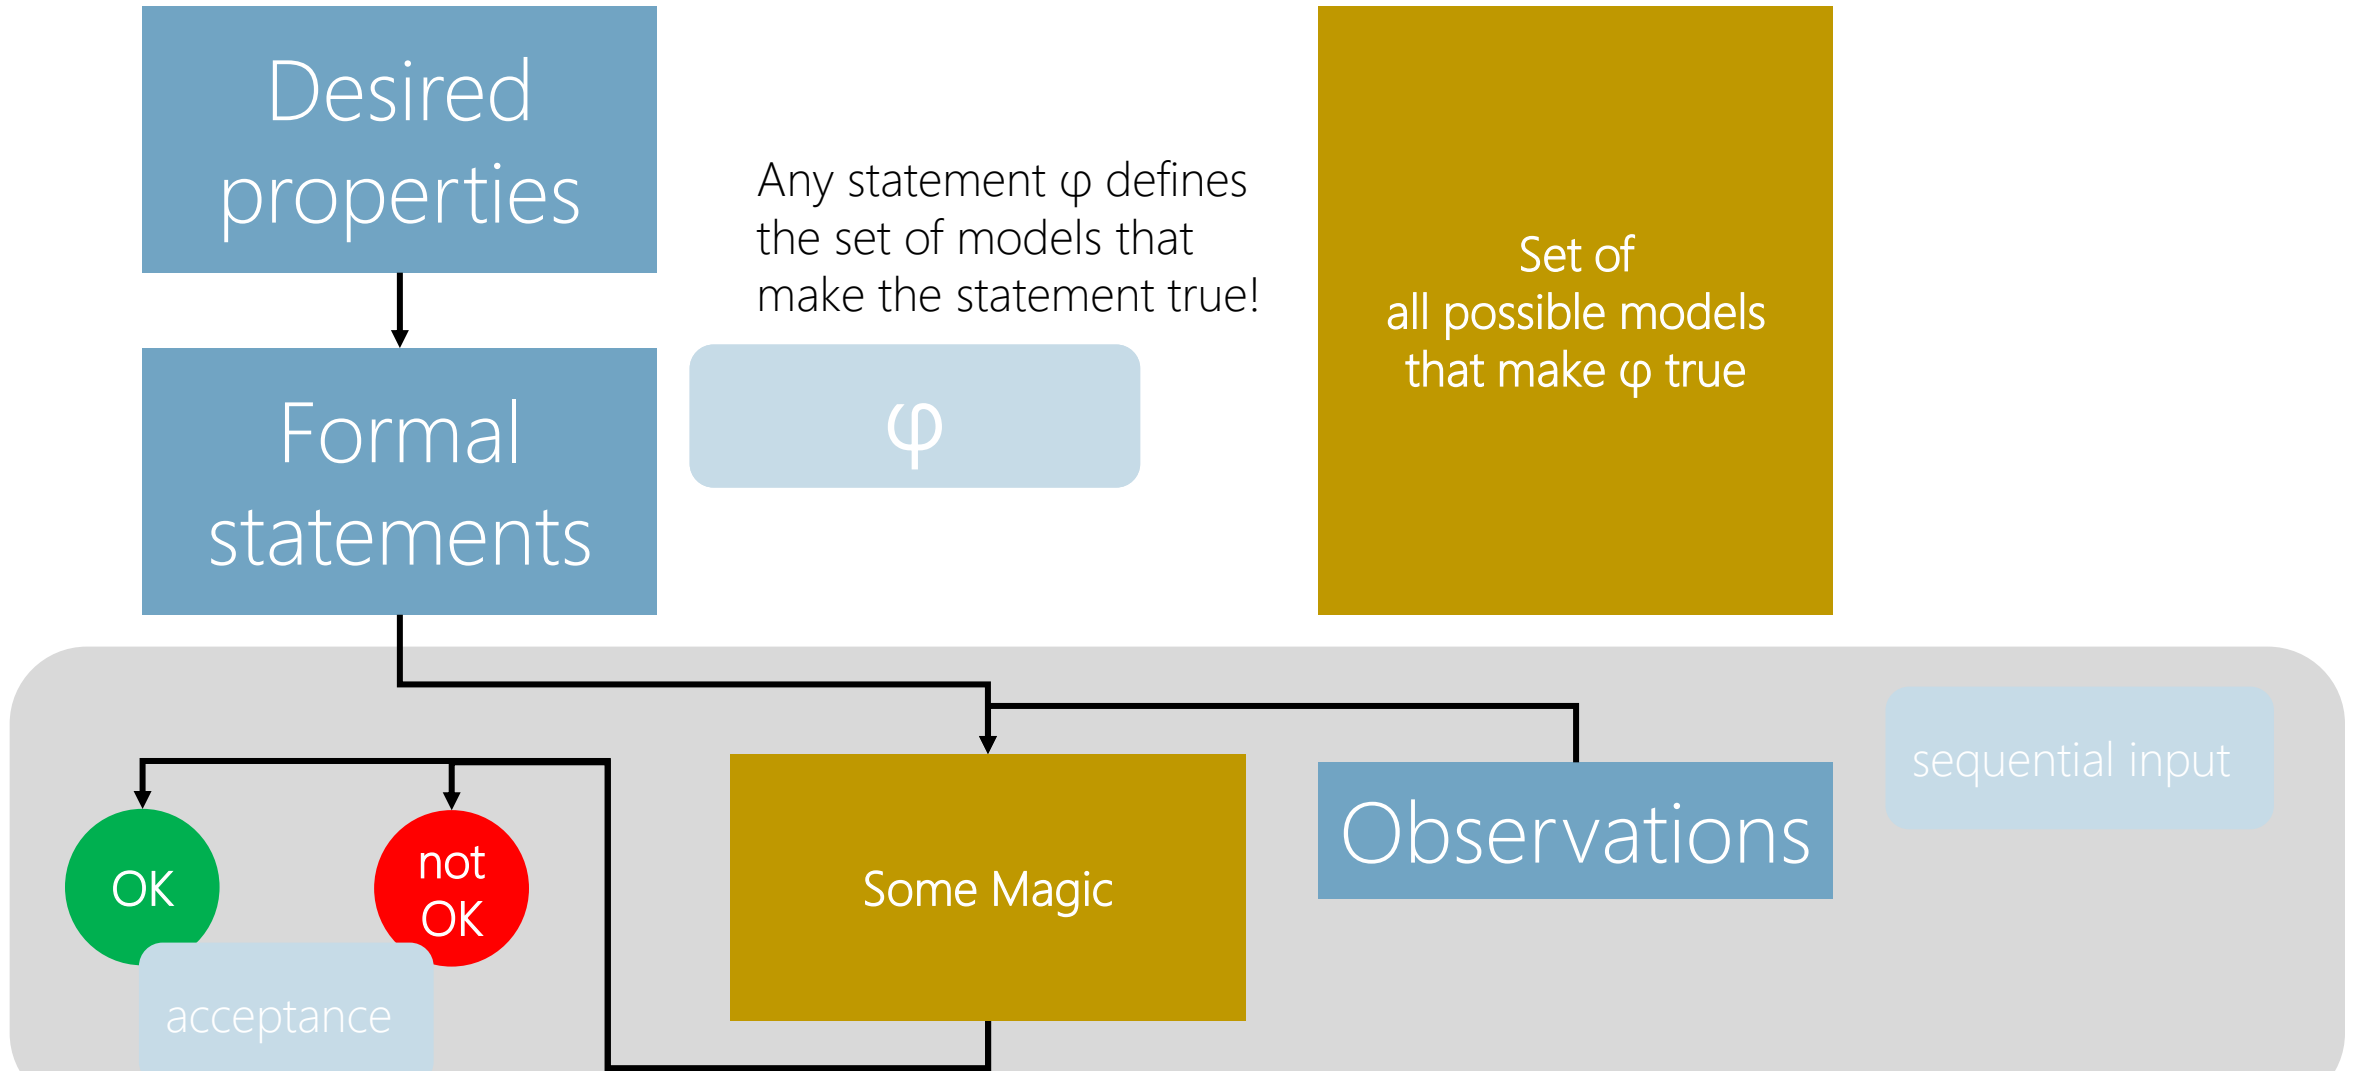 Desired
properties
Any statement φ defines
the set of models that
make the statement true!
Set of
all possible models
that make φ true
Formal
statements
φ
sequential input
OK
not
OK
Some Magic
Observations
acceptance